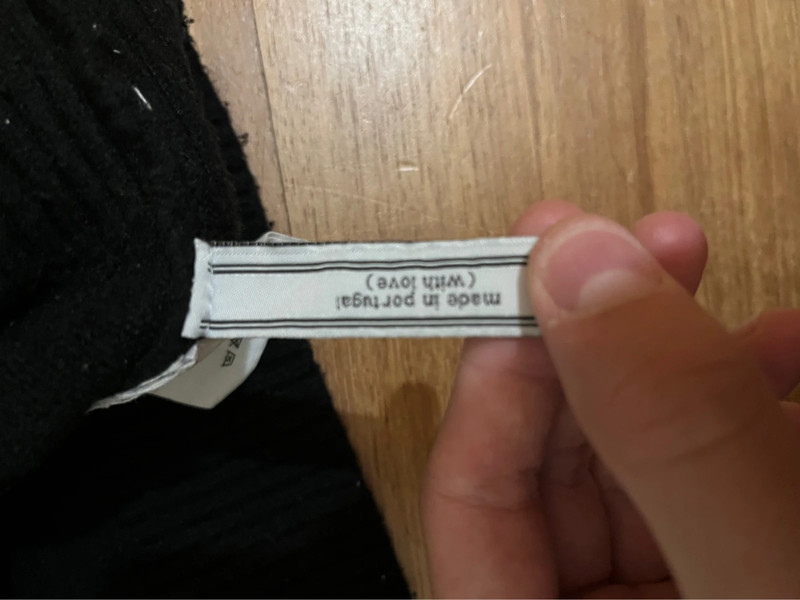 made in portugal
(with love)